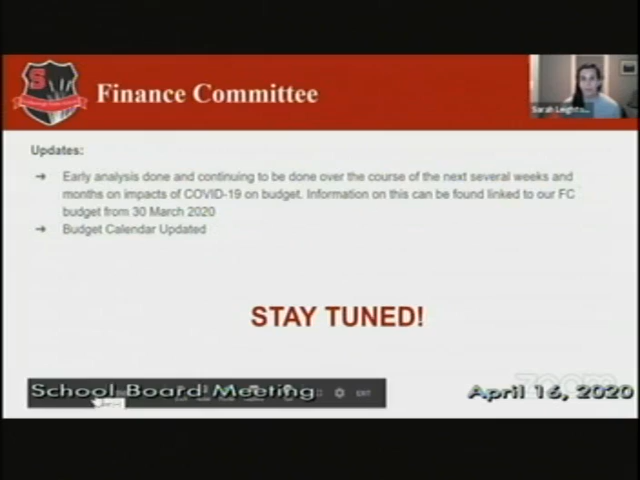 S
Finance Committee
Updates:
➔ Early analysis done and continuing to be done over the course of the next several weeks and
months on impacts of COVID-19 on budget. Information on this can be found linked to our FC
budget from 30 March 2020
➔ Budget Calendar Updated
STAY TUNED!
zoom
School Board Meeting
EXIT
April 16, 2020